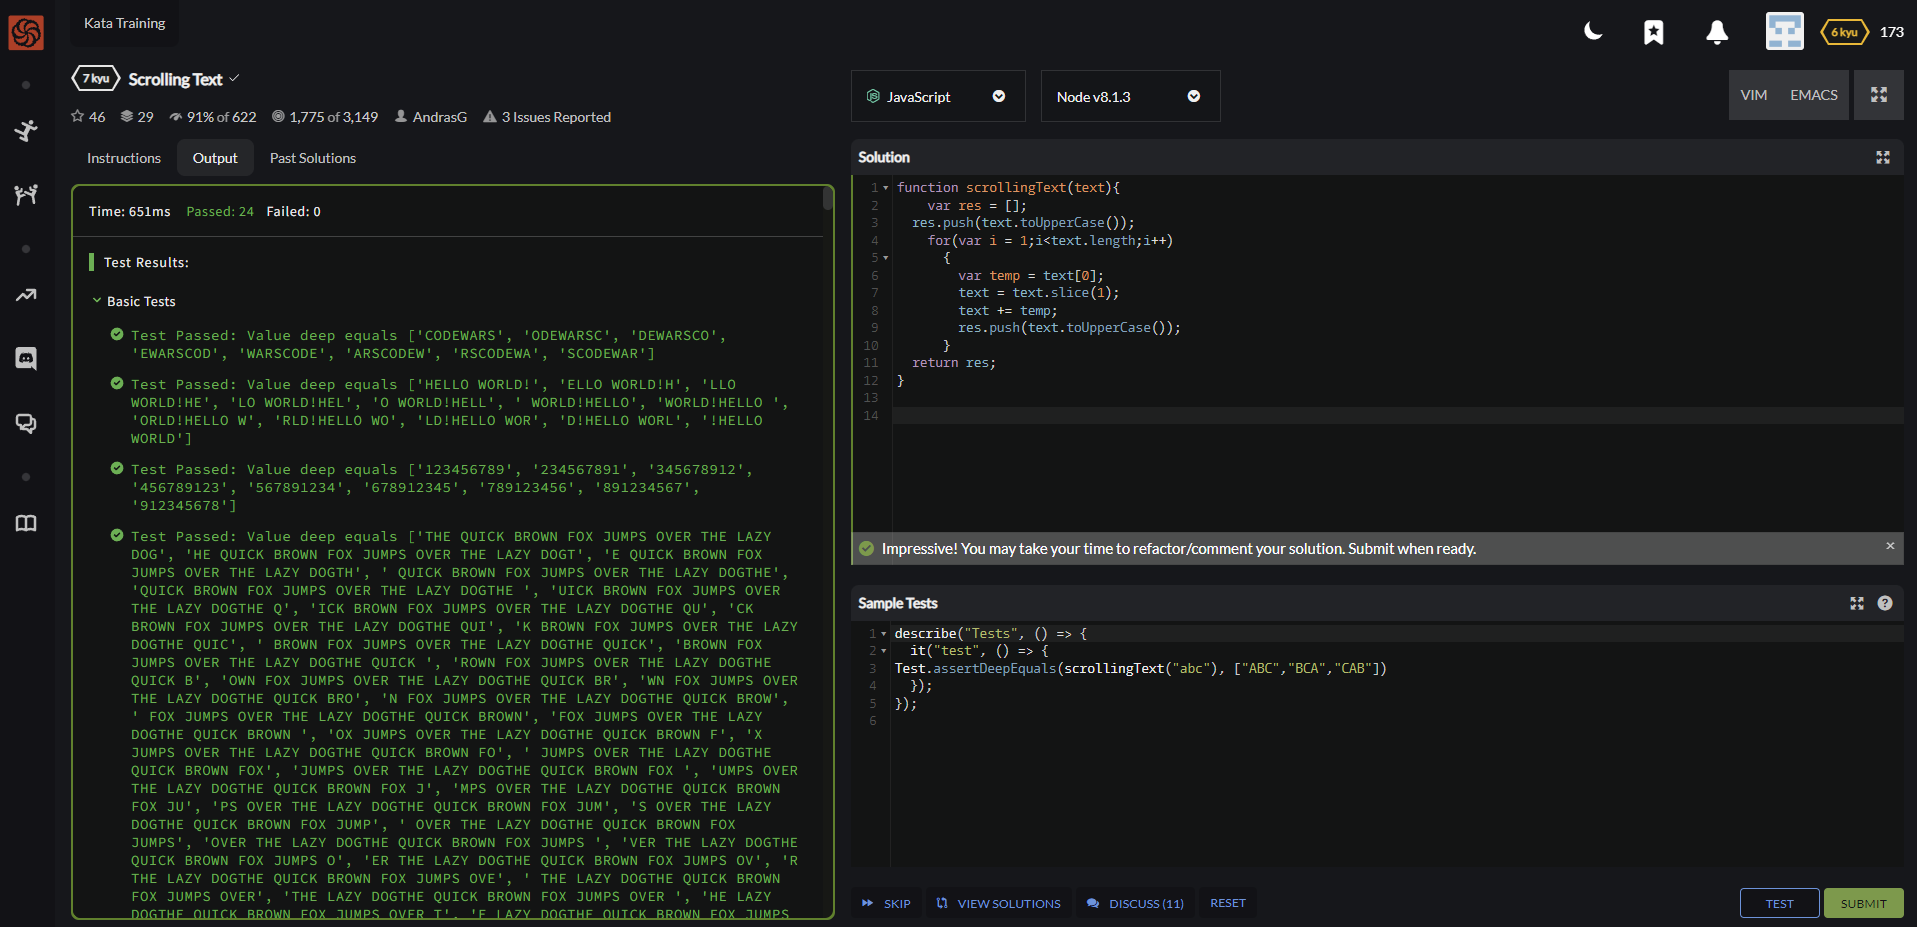 Kata Training
6 kyu 173
7 kyu Scrolling Text
46 29 91% of 622 1,775 of 3,149 AndrasG 3 Issues Reported
Instructions Output Past Solutions
Time: 651ms Passed: 24 Failed: 0
Test Results:
Basic Tests
Test Passed: Value deep equals ['CODEWARS', 'ODEWARSC', 'DEWARSCO',
'EWARSCOD', 'WARSCODE', 'ARSCODEW', 'RSCODEWA', 'SCODEWAR']
Test Passed: Value deep equals ['HELLO WORLD!', 'ELLO WORLD!H', 'LLO
WORLD!HE', 'LO WORLD!HEL', 'O WORLD!HELL', ' WORLD!HELLO', 'WORLD!HELLO ',
'ORLD!HELLO W', 'RLD!HELLO WO', 'LD!HELLO WOR', 'D!HELLO WORL', '!HELLO
WORLD']
Test Passed: Value deep equals ['123456789', '234567891', '345678912',
'456789123', '567891234', '678912345', '789123456', '891234567',
'912345678']
Test Passed: Value deep equals ['THE QUICK BROWN FOX JUMPS OVER THE LAZY
DOG', 'HE QUICK BROWN FOX JUMPS OVER THE LAZY DOGT', 'E QUICK BROWN FOX
JUMPS OVER THE LAZY DOGTH', ' QUICK BROWN FOX JUMPS OVER THE LAZY DOGTHE',
'QUICK BROWN FOX JUMPS OVER THE LAZY DOGTHE ', 'UICK BROWN FOX JUMPS OVER
THE LAZY DOGTHE Q', 'ICK BROWN FOX JUMPS OVER THE LAZY DOGTHE QU', 'CK
BROWN FOX JUMPS OVER THE LAZY DOGTHE QUI', 'K BROWN FOX JUMPS OVER THE LAZY
DOGTHE QUIC', ' BROWN FOX JUMPS OVER THE LAZY DOGTHE QUICK', 'BROWN FOX
JUMPS OVER THE LAZY DOGTHE QUICK ', 'ROWN FOX JUMPS OVER THE LAZY DOGTHE
QUICK B', 'OWN FOX JUMPS OVER THE LAZY DOGTHE QUICK BR', 'WN FOX JUMPS OVER
THE LAZY DOGTHE QUICK BRO', 'N FOX JUMPS OVER THE LAZY DOGTHE QUICK BROW',
' FOX JUMPS OVER THE LAZY DOGTHE QUICK BROWN', 'FOX JUMPS OVER THE LAZY
DOGTHE QUICK BROWN ', 'OX JUMPS OVER THE LAZY DOGTHE QUICK BROWN F', 'X
JUMPS OVER THE LAZY DOGTHE QUICK BROWN FO', ' JUMPS OVER THE LAZY DOGTHE
QUICK BROWN FOX', 'JUMPS OVER THE LAZY DOGTHE QUICK BROWN FOX ', 'UMPS OVER
THE LAZY DOGTHE QUICK BROWN FOX J', 'MPS OVER THE LAZY DOGTHE QUICK BROWN
FOX JU', 'PS OVER THE LAZY DOGTHE QUICK BROWN FOX JUM', 'S OVER THE LAZY
DOGTHE QUICK BROWN FOX JUMP', ' OVER THE LAZY DOGTHE QUICK BROWN FOX
JUMPS', 'OVER THE LAZY DOGTHE QUICK BROWN FOX JUMPS ', 'VER THE LAZY DOGTHE
QUICK BROWN FOX JUMPS O', 'ER THE LAZY DOGTHE QUICK BROWN FOX JUMPS OV', 'R
THE LAZY DOGTHE QUICK BROWN FOX JUMPS OVE', ' THE LAZY DOGTHE QUICK BROWN
FOX JUMPS OVER', 'THE LAZY DOGTHE QUICK BROWN FOX JUMPS OVER ', 'HE LAZY
DOGTHE QUICK BROWN FOX JUMPS OVER T', 'E LAZY DOGTHE QUICK BROWN FOX JUMPS
JavaScript Node v8.1.3 VIM EMACS
Solution
1 function scrollingText(text){
2 var res = [];
3 res.push(text.toUpperCase());
4 for(var i = 1;i<text.length;i++)
5 {
6 var temp = text[0];
7 text = text.slice(1);
8 text += temp;
9 res.push(text.toUpperCase());
10 }
11 return res;
12 }
13
14
Impressive! You may take your time to refactor/comment your solution. Submit when ready.
Sample Tests
1 describe("Tests", () => {
2 it("test", () => {
3 Test.assertDeepEquals(scrollingText("abc"), ["ABC","BCA","CAB"])
4 });
5 });
6
SKIP VIEW SOLUTIONS DISCUSS (11) RESET TEST SUBMIT